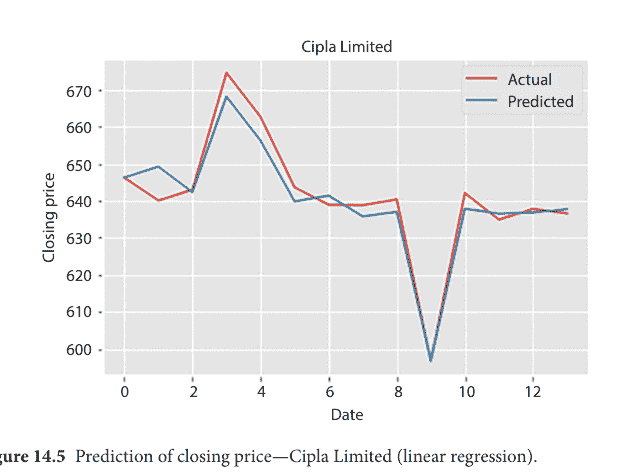 Cipla Limited
Actual
Predicted
670
660
650
640
630
620
610
600
Closing price
0 2 4 6 8 10 12
Date
gure 14.5 Prediction of closing price—Cipla Limited (linear regression).